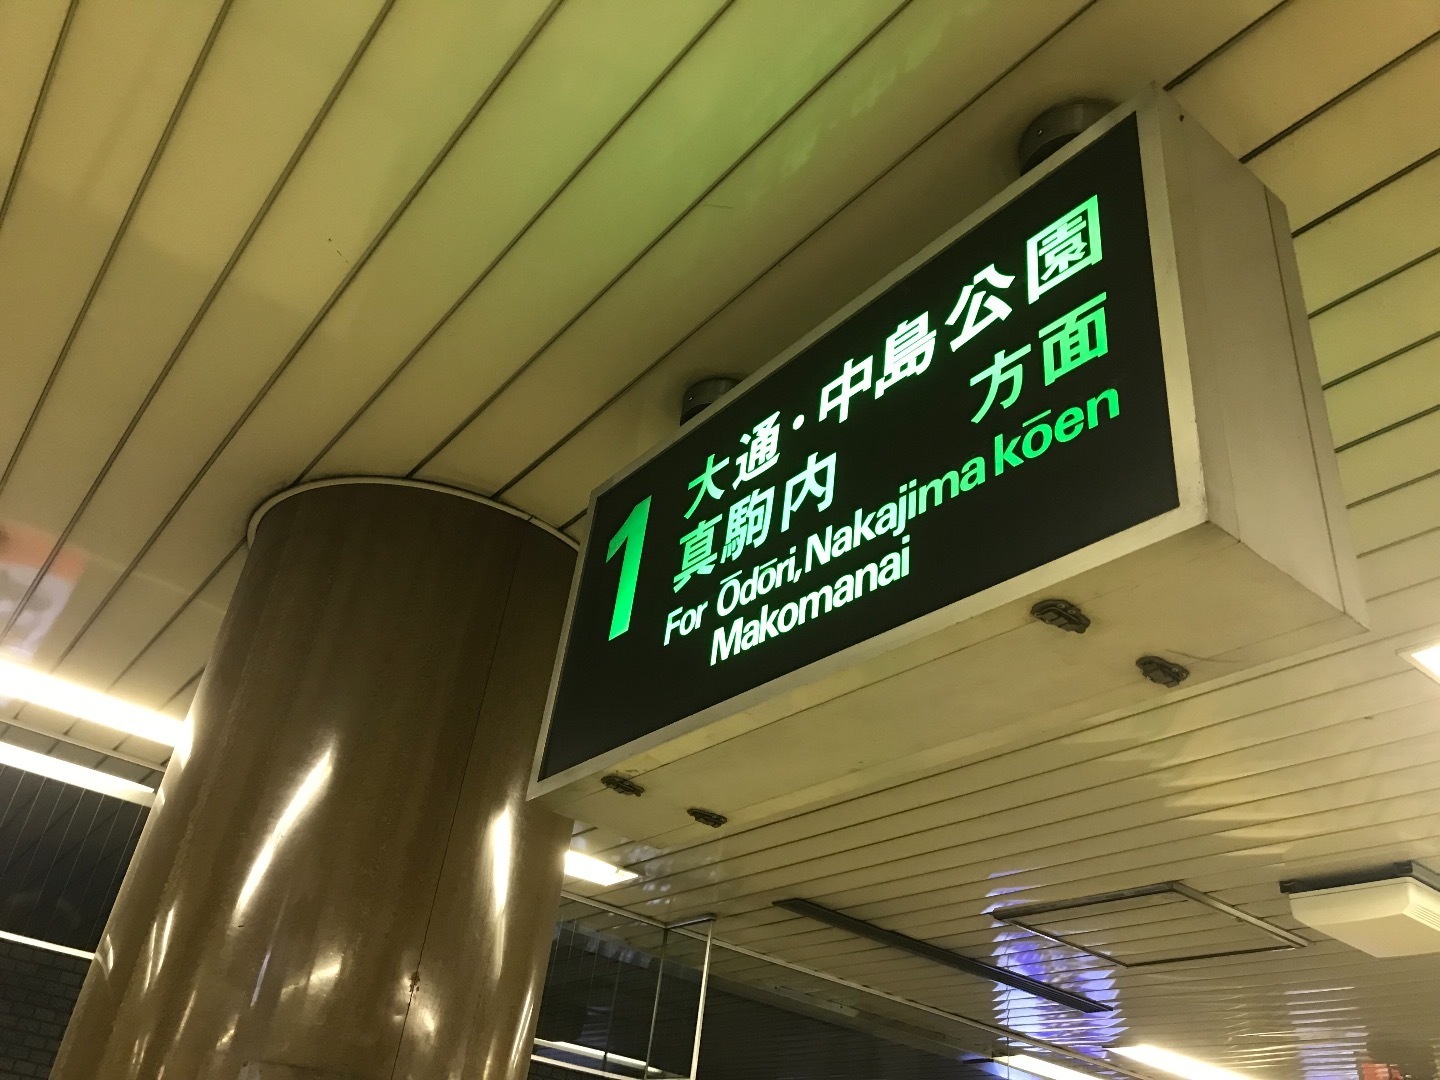 1
大通・中島公園
真駒内 方面
For Ōdōri, Nakajima kōen
Makomanai